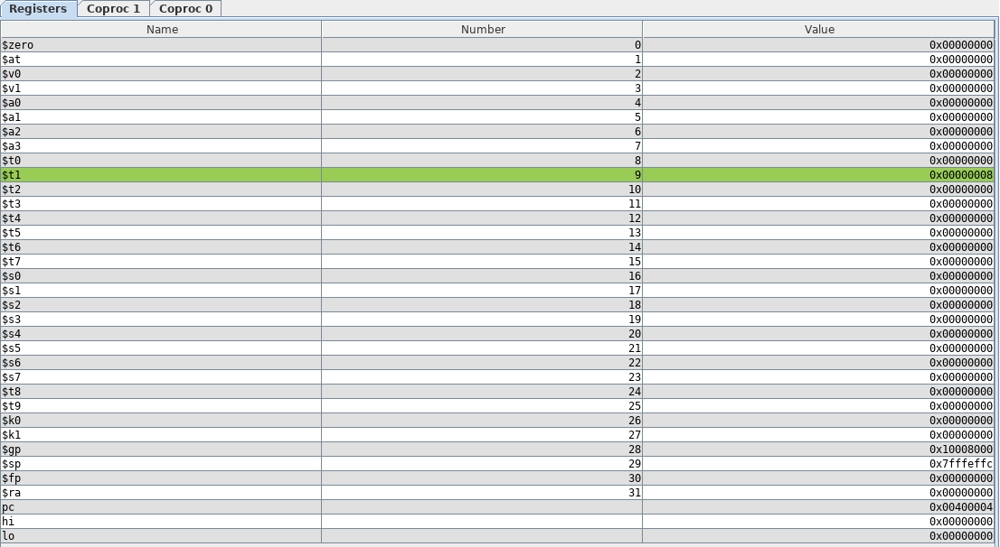 Registers Coproc 1 Coproc 0
Name Number Value
$zero 0 0x00000000
$at 1 0x00000000
$v0 2 0x00000000
$v1 3 0x00000000
$a0 4 0x00000000
$a1 5 0x00000000
$a2 6 0x00000000
$a3 7 0x00000000
$t0 8 0x00000000
$t1 9 0x00000008
$t2 10 0x00000000
$t3 11 0x00000000
$t4 12 0x00000000
$t5 13 0x00000000
$t6 14 0x00000000
$t7 15 0x00000000
$s0 16 0x00000000
$s1 17 0x00000000
$s2 18 0x00000000
$s3 19 0x00000000
$s4 20 0x00000000
$s5 21 0x00000000
$s6 22 0x00000000
$s7 23 0x00000000
$t8 24 0x00000000
$t9 25 0x00000000
$k0 26 0x00000000
$k1 27 0x00000000
$gp 28 0x10008000
$sp 29 0x7fffeffc
$fp 30 0x00000000
$ra 31 0x00000000
pc 0x00400004
hi 0x00000000
lo 0x00000000